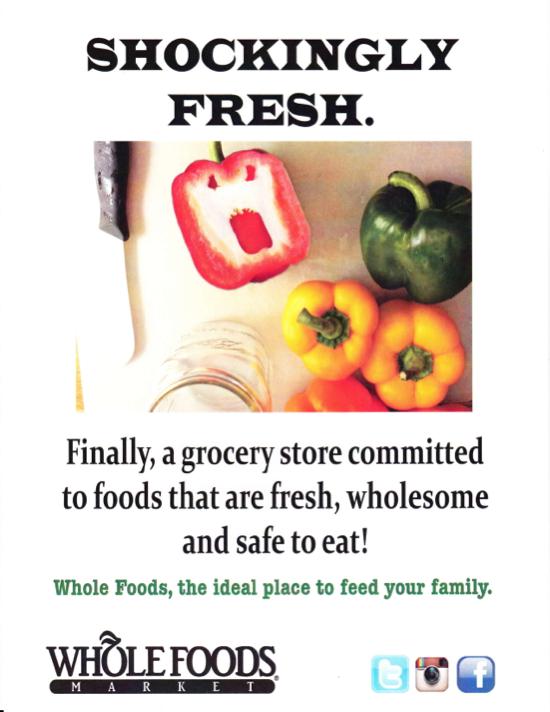 SHOCKINGLY
FRESH.
Finally, a grocery store committed
to foods that are fresh, wholesome
and safe to eat!
Whole Foods, the ideal place to feed your family.
WHOLE FOODS®
MARKET